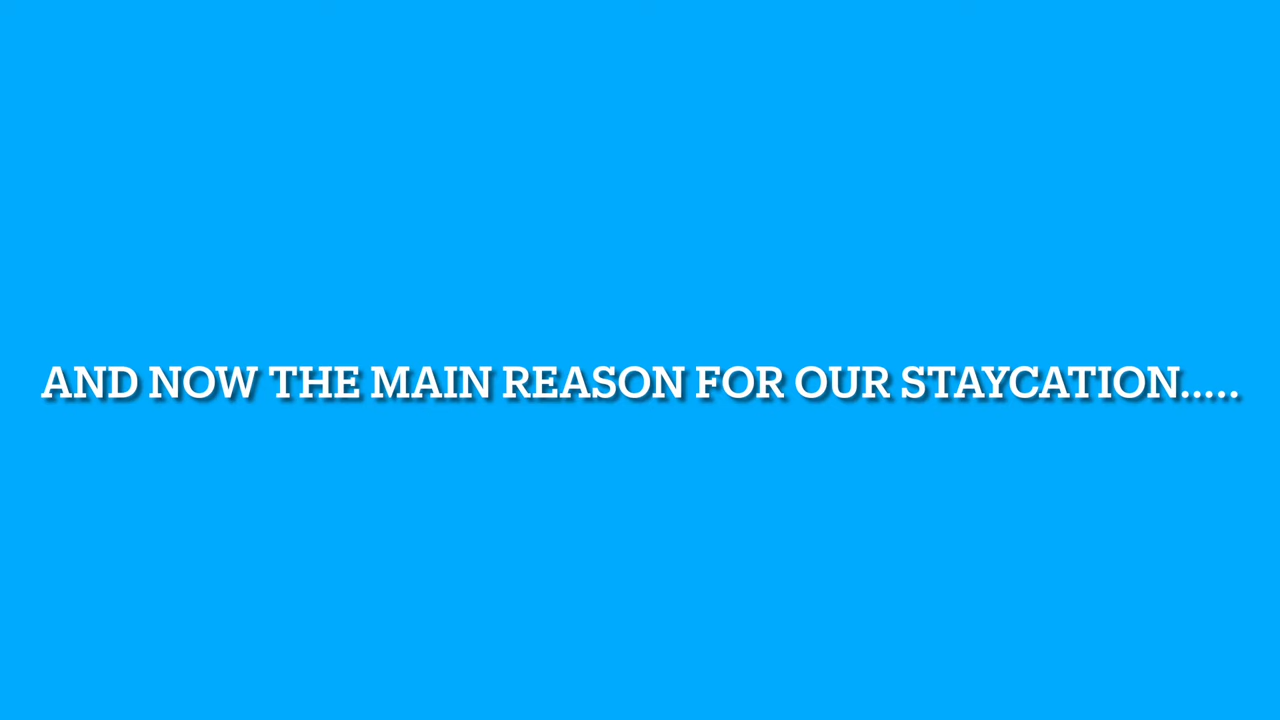 AND NOW THE MAIN REASON FOR OUR STAYCATION.....